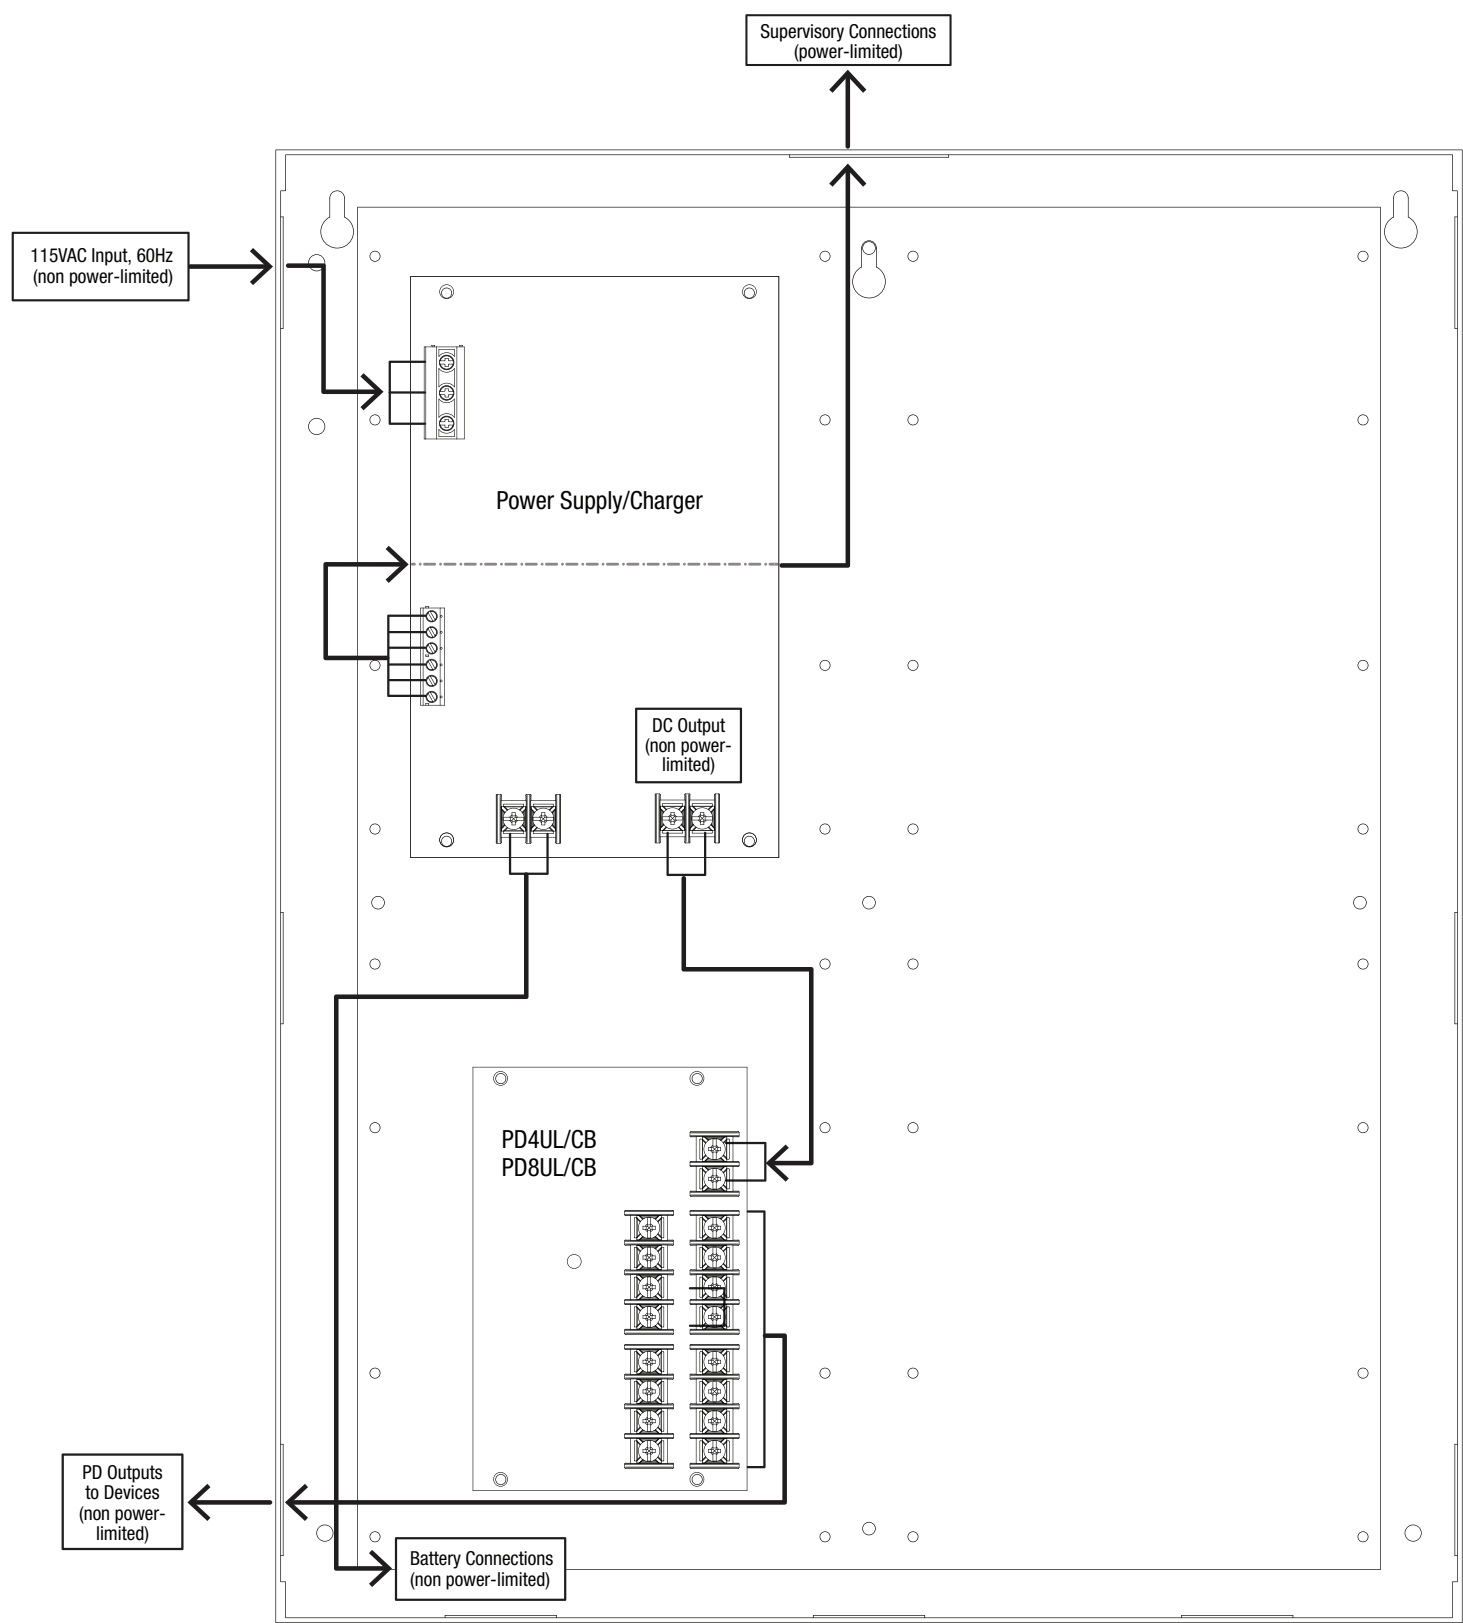 Supervisory Connections
(power-limited)
115VAC Input, 60Hz
(non power-limited)
Power Supply/Charger
DC Output
(non power-
limited)
PD4UL/CB
PD8UL/CB
PD Outputs
to Devices
(non power-
limited)
Battery Connections
(non power-limited)